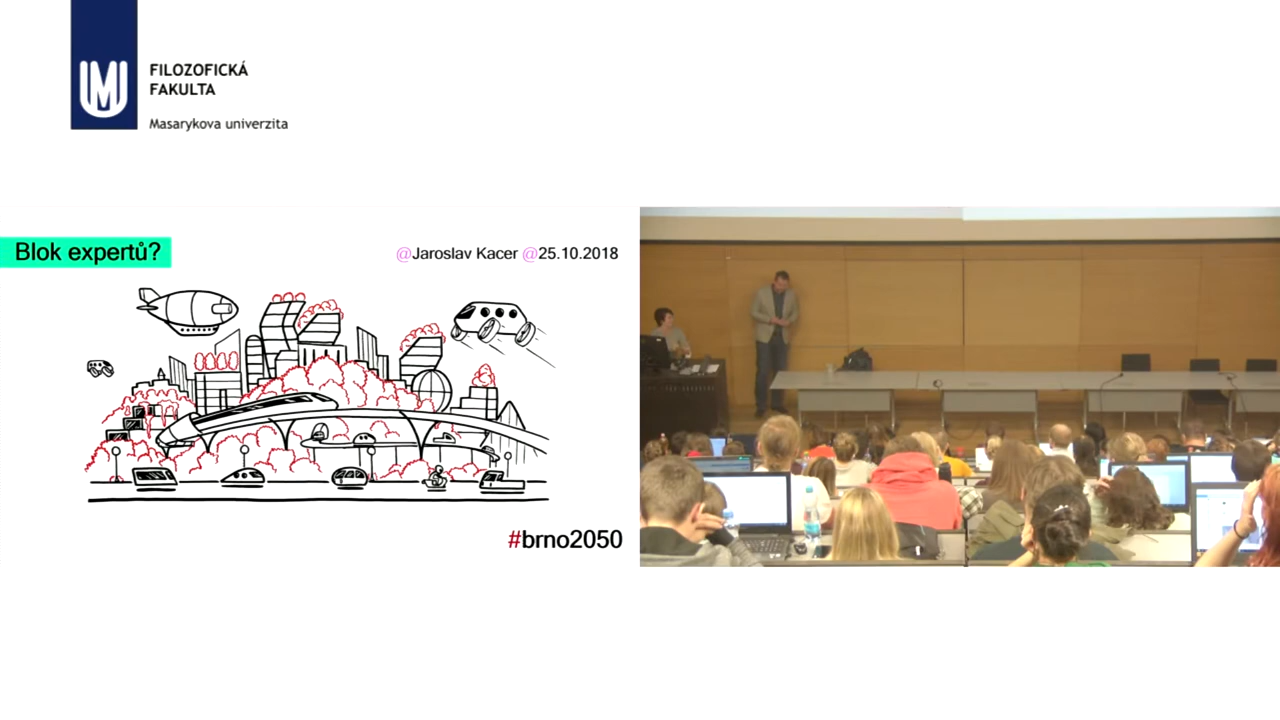 FILOZOFICKÁ
FAKULTA
Masarykova univerzita
Blok expertů?
@Jaroslav Kacer @25.10.2018
#brno2050